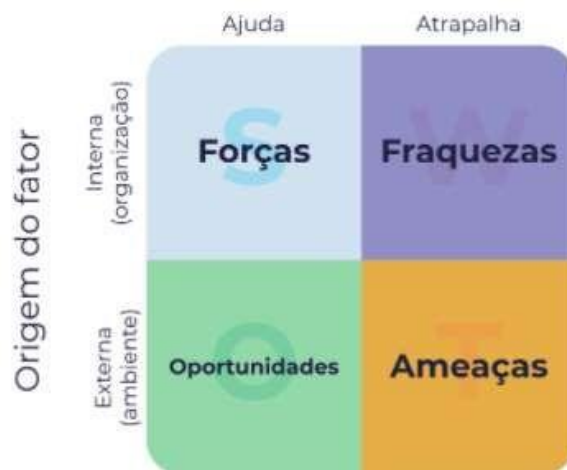 Ajuda
Atrapalha
Origem do fator
Interna
(organização)
S
Forças
W
Fraquezas
Externa
(ambiente)
O
Oportunidades
T
Ameaças